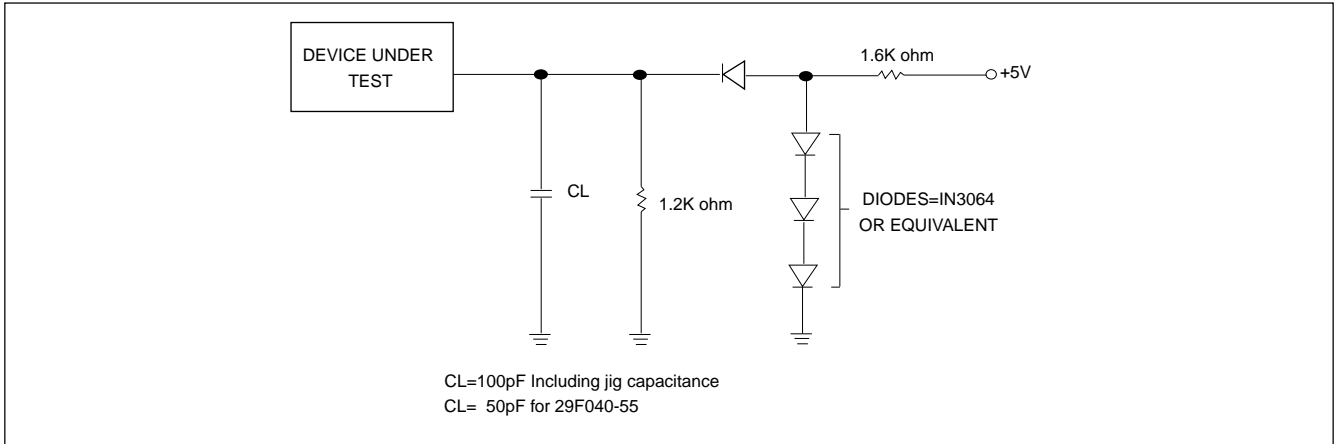 DEVICE UNDER
TEST
1.6K ohm
+5V
CL
1.2K ohm
DIODES=IN3064
OR EQUIVALENT
CL=100pF Including jig capacitance
CL= 50pF for 29F040-55